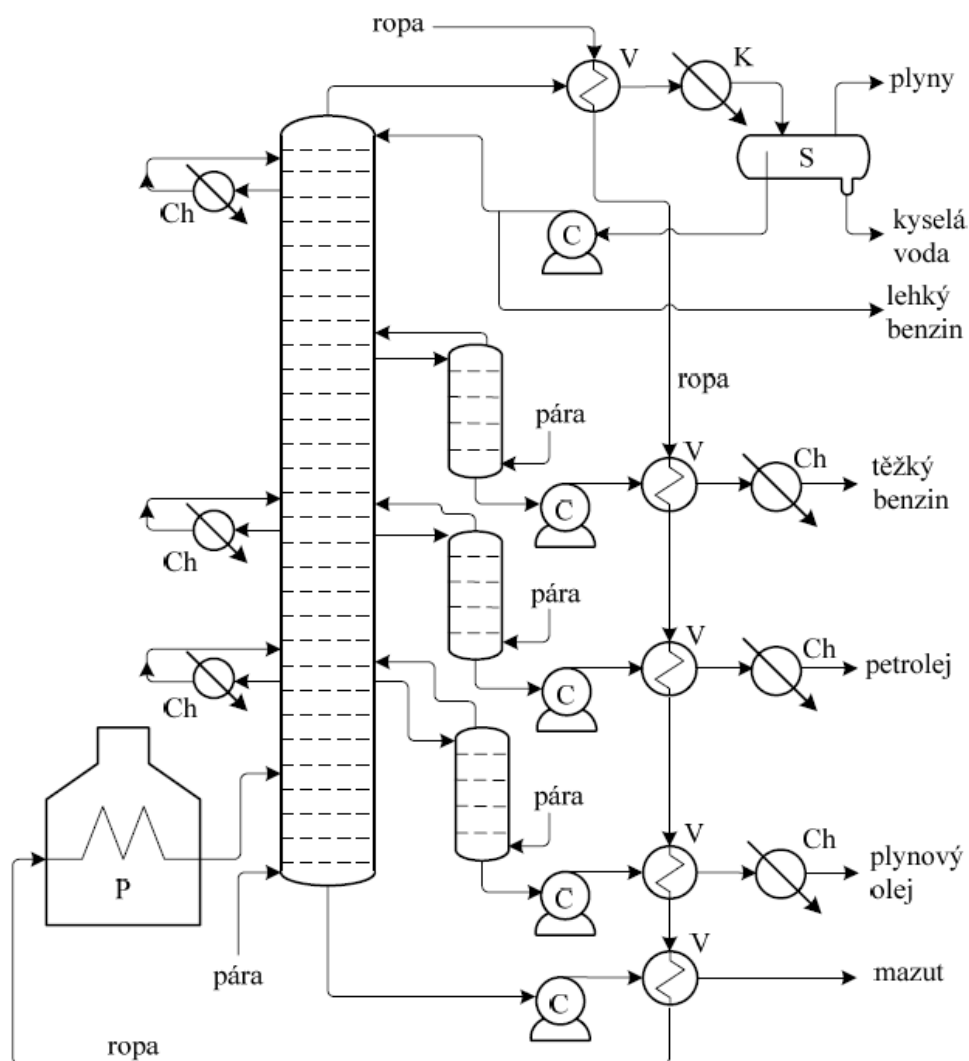 ropa
V
K
plyny
S
Ch
C
kyselá
voda
lehký
benzin
ropa
pára
V
Ch
těžký
benzin
C
Ch
pára
V
Ch
petrolej
C
Ch
pára
V
Ch
plynový
olej
P
C
V
mazut
pára
C
ropa